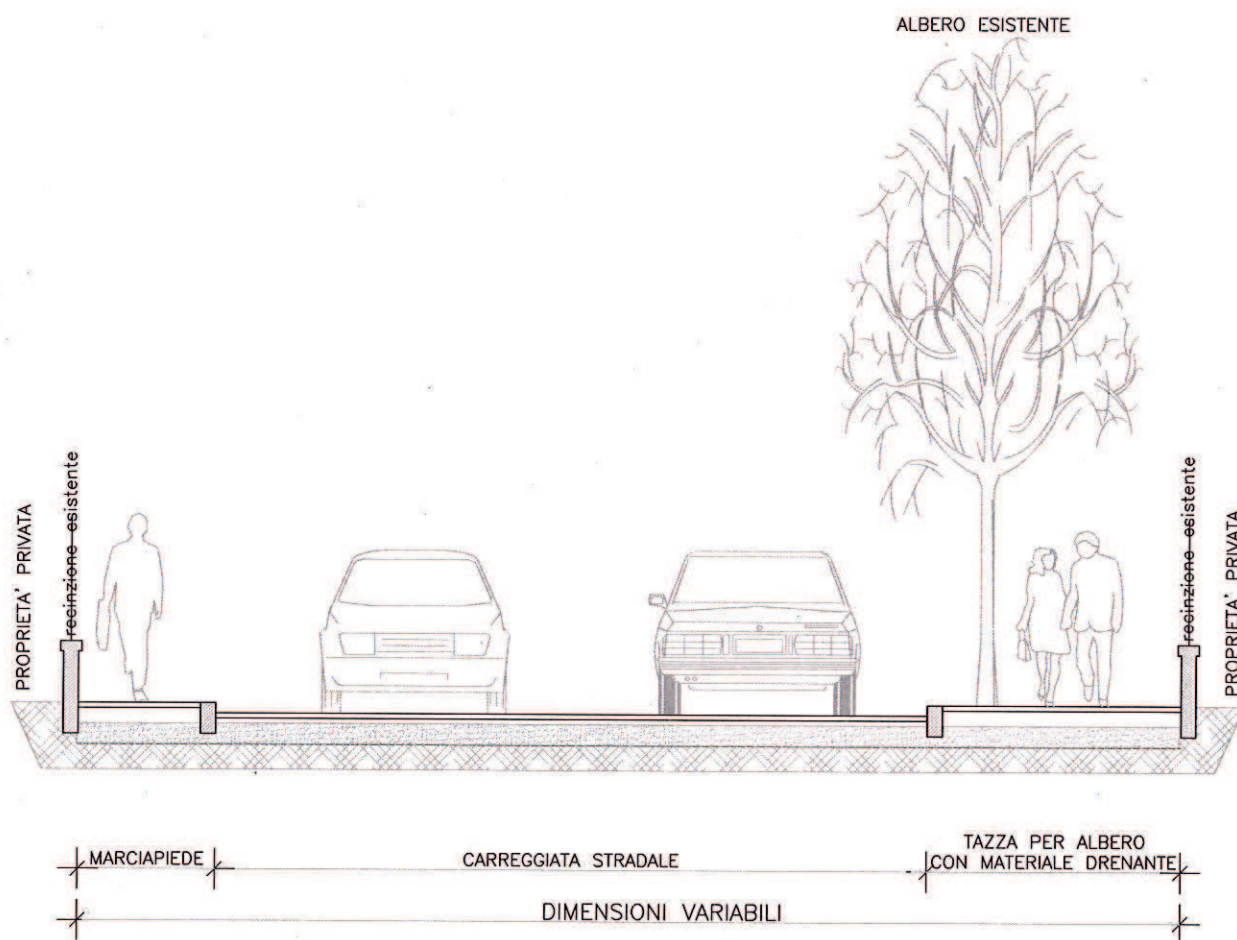 ALBERO ESISTENTE
PROPRIETA' PRIVATA
recinzione esistente
recinzione esistente
PROPRIETA' PRIVATA
MARCIAPIEDE
CARREGGIATA STRADALE
TAZZA PER ALBERO
CON MATERIALE DRENANTE
DIMENSIONI VARIABILI